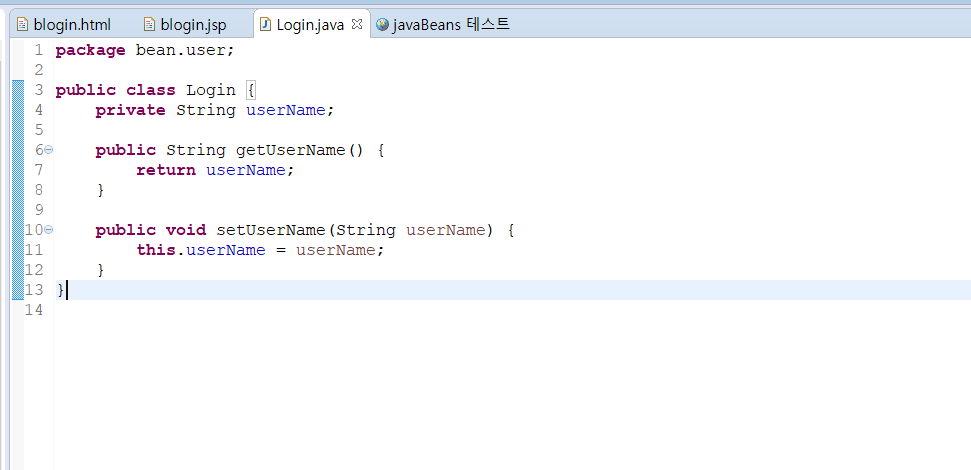 blogin.html blogin.jsp Login.java javaBeans 테스트
1 package bean.user;
2
3 public class Login {
4 private String userName;
5
6 public String getUserName() {
7 return userName;
8 }
9
10 public void setUserName(String userName) {
11 this.userName = userName;
12 }
13 }
14